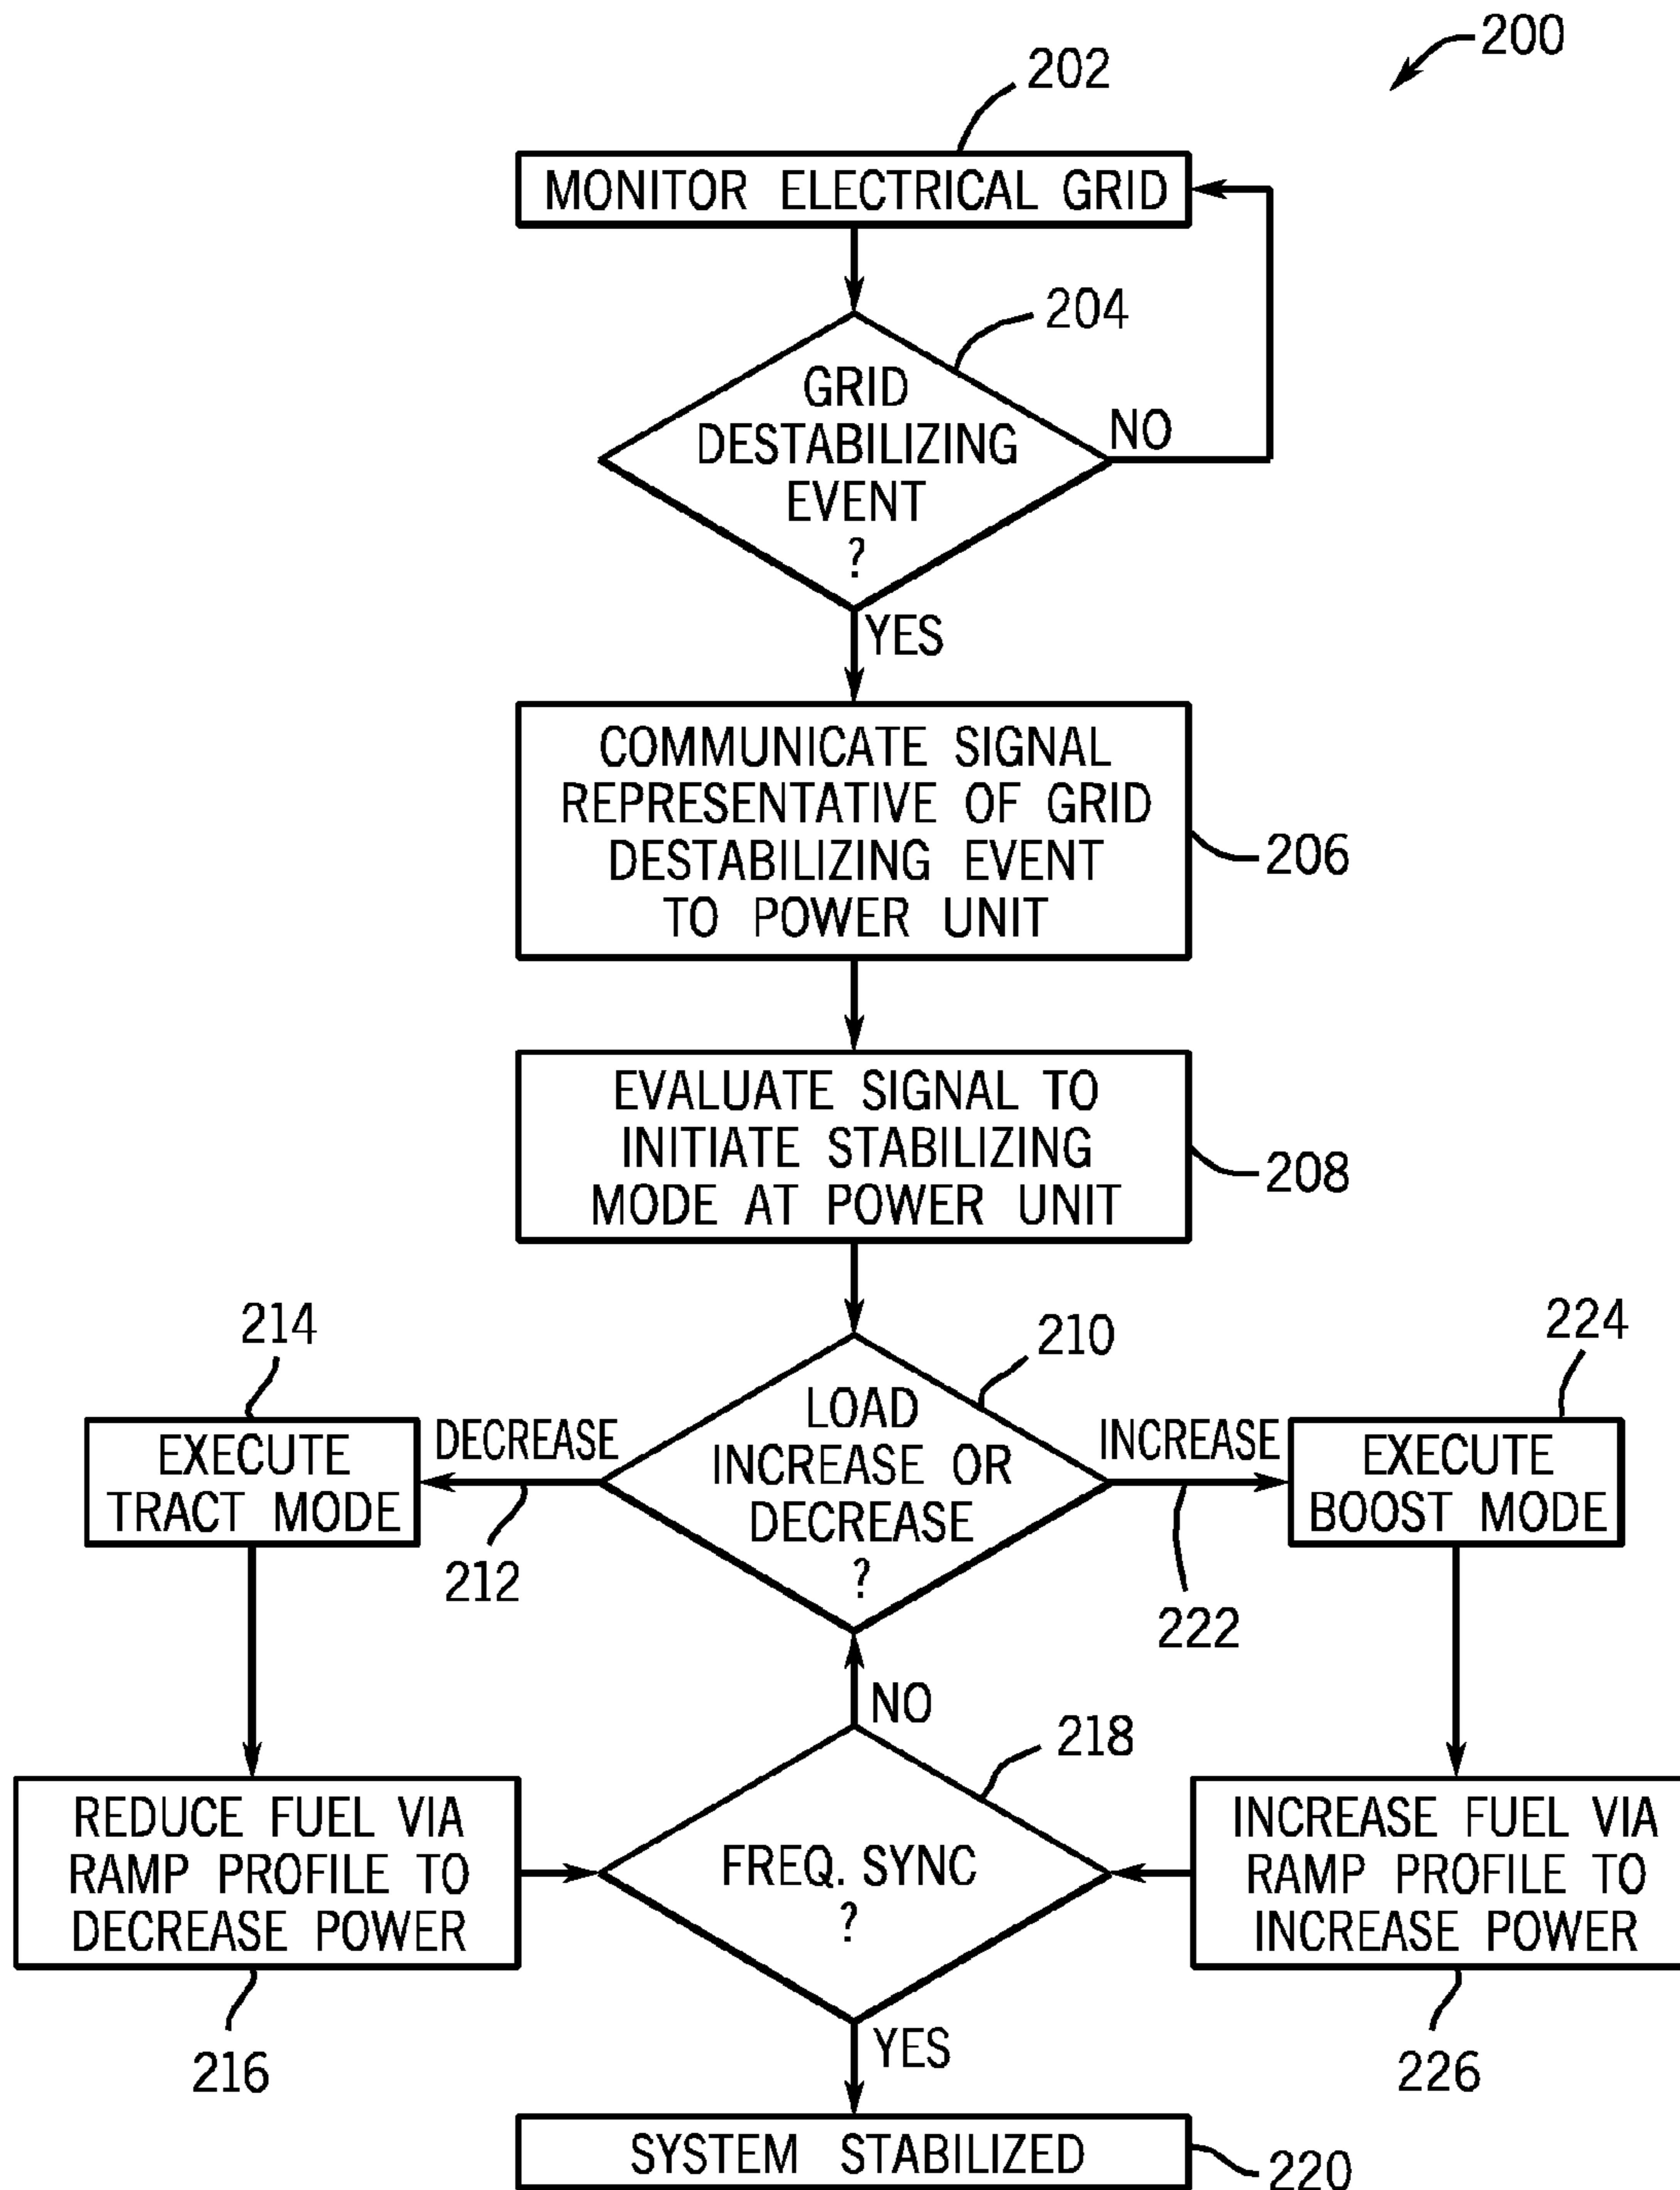 200
202
MONITOR ELECTRICAL GRID
204
GRID
DESTABILIZING
EVENT
?
NO
YES
COMMUNICATE SIGNAL
REPRESENTATIVE OF GRID
DESTABILIZING EVENT
TO POWER UNIT
206
EVALUATE SIGNAL TO
INITIATE STABILIZING
MODE AT POWER UNIT
208
210
LOAD
INCREASE OR
DECREASE
?
DECREASE
212
214
EXECUTE
TRACT MODE
INCREASE
222
224
EXECUTE
BOOST MODE
REDUCE FUEL VIA
RAMP PROFILE TO
DECREASE POWER
216
NO
218
FREQ. SYNC
?
INCREASE FUEL VIA
RAMP PROFILE TO
INCREASE POWER
226
YES
SYSTEM STABILIZED
220